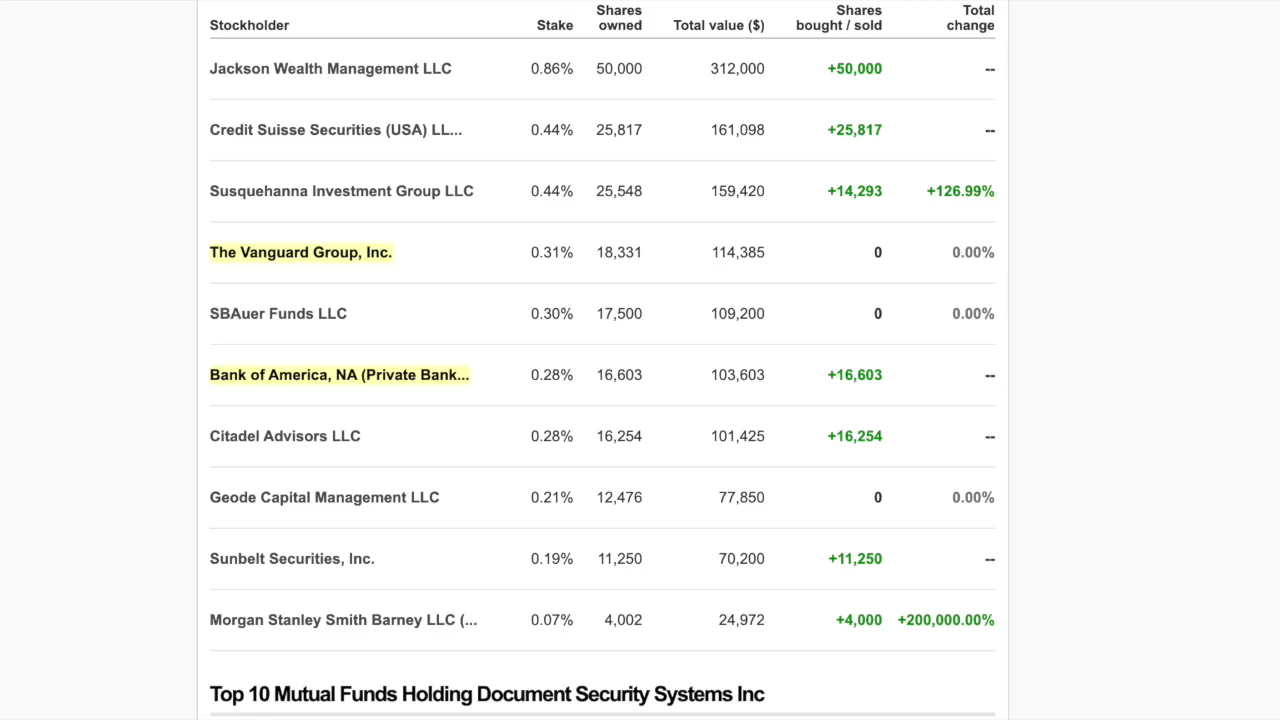 Stockholder Stake Shares owned Total value ($) Shares bought / sold Total change
Jackson Wealth Management LLC 0.86% 50,000 312,000 +50,000 --
Credit Suisse Securities (USA) LL... 0.44% 25,817 161,098 +25,817 --
Susquehanna Investment Group LLC 0.44% 25,548 159,420 +14,293 +126.99%
The Vanguard Group, Inc. 0.31% 18,331 114,385 0 0.00%
SBAuer Funds LLC 0.30% 17,500 109,200 0 0.00%
Bank of America, NA (Private Bank... 0.28% 16,603 103,603 +16,603 --
Citadel Advisors LLC 0.28% 16,254 101,425 +16,254 --
Geode Capital Management LLC 0.21% 12,476 77,850 0 0.00%
Sunbelt Securities, Inc. 0.19% 11,250 70,200 +11,250 --
Morgan Stanley Smith Barney LLC (... 0.07% 4,002 24,972 +4,000 +200,000.00%
Top 10 Mutual Funds Holding Document Security Systems Inc